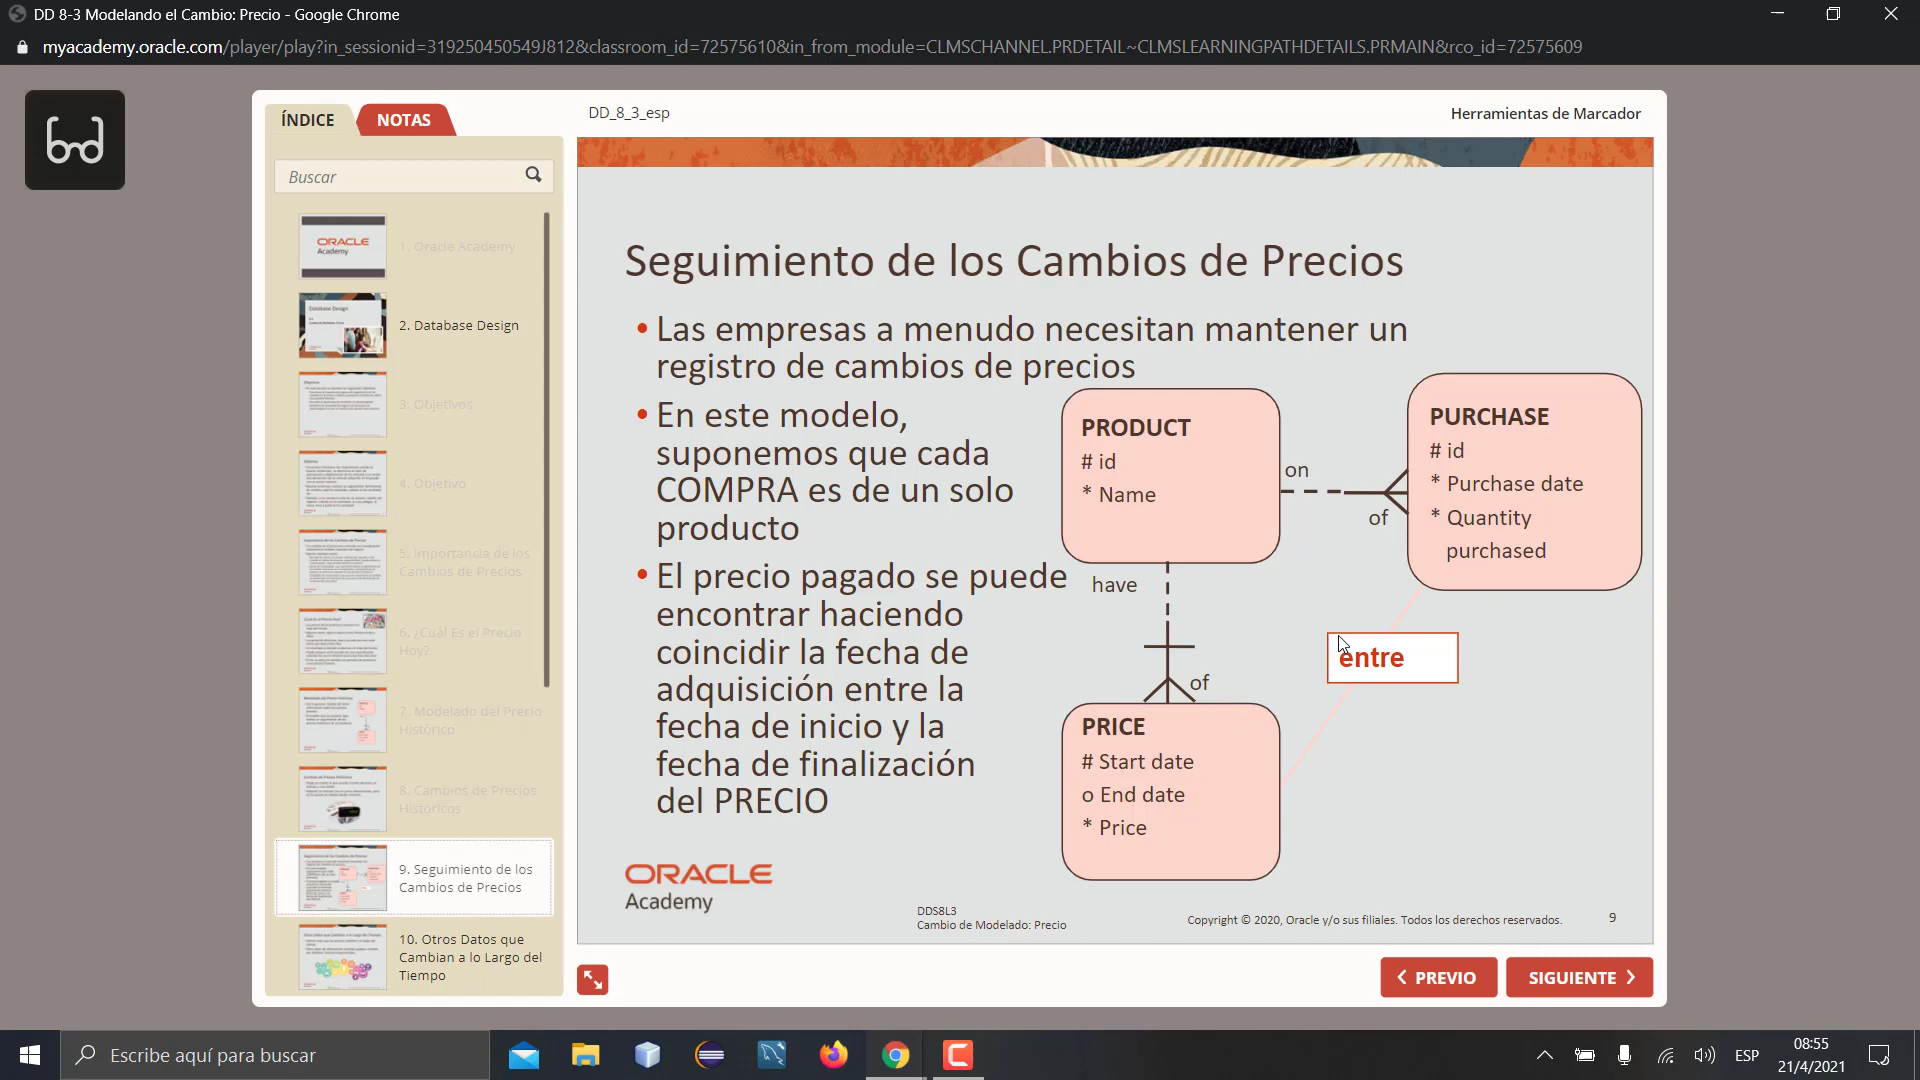 DD 8-3 Modelando el Cambio: Precio - Google Chrome
myacademy.oracle.com/player/play?in_sessionid=319250450549J812&classroom_id=72575610&in_from_module=CLMSCHANNEL.PRDETAIL~CLMSLEARNINGPATHDETAILS.PRMAIN&rco_id=72575609
ÍNDICE
NOTAS
DD_8_3_esp
Herramientas de Marcador
Buscar
ORACLE
Academy
1. Oracle Academy
Database Design
2. Database Design
3. Objetivos
4. Objetivo
5. Importancia de los
Cambios de Precios
6. ¿Cuál Es el Precio
Hoy?
7. Modelado del Precio
Histórico
8. Cambios de Precios
Históricos
9. Seguimiento de los
Cambios de Precios
10. Otros Datos que
Cambian a lo Largo del
Tiempo
Seguimiento de los Cambios de Precios
• Las empresas a menudo necesitan mantener un
registro de cambios de precios
• En este modelo,
suponemos que cada
COMPRA es de un solo
producto
• El precio pagado se puede
encontrar haciendo
coincidir la fecha de
adquisición entre la
fecha de inicio y la
fecha de finalización
del PRECIO
PRODUCT
# id
* Name
on
of
PURCHASE
# id
* Purchase date
* Quantity
purchased
have
of
entre
PRICE
# Start date
o End date
* Price
ORACLE
Academy
DDS8L3
Cambio de Modelado: Precio
Copyright © 2020, Oracle y/o sus filiales. Todos los derechos reservados.
9
PREVIO
SIGUIENTE
Escribe aquí para buscar
ESP
08:55
21/4/2021